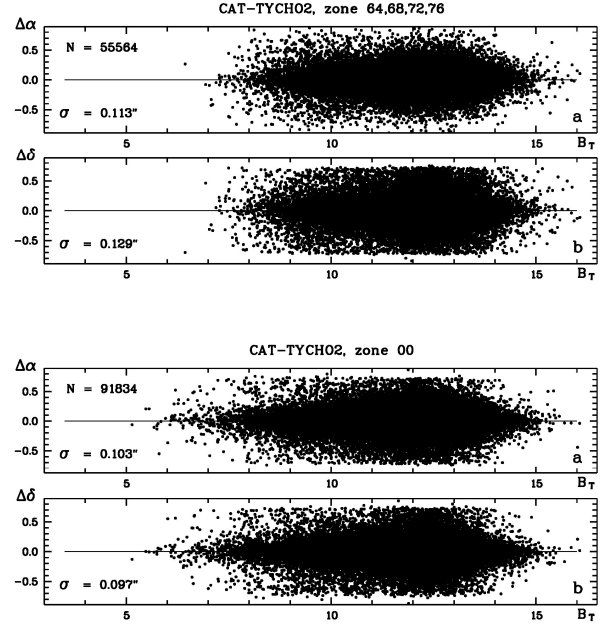 CAT-TYCHO2, zone 64,68,72,76
Δα
0.5
N = 55564
0.0
-0.5
σ = 0.113"
a
5 10 15 B_T
Δδ
0.5
0.0
-0.5
σ = 0.129"
b
5 10 15 B_T
CAT-TYCHO2, zone 00
Δα
0.5
N = 91834
0.0
-0.5
σ = 0.103"
a
5 10 15 B_T
Δδ
0.5
0.0
-0.5
σ = 0.097"
b
5 10 15 B_T